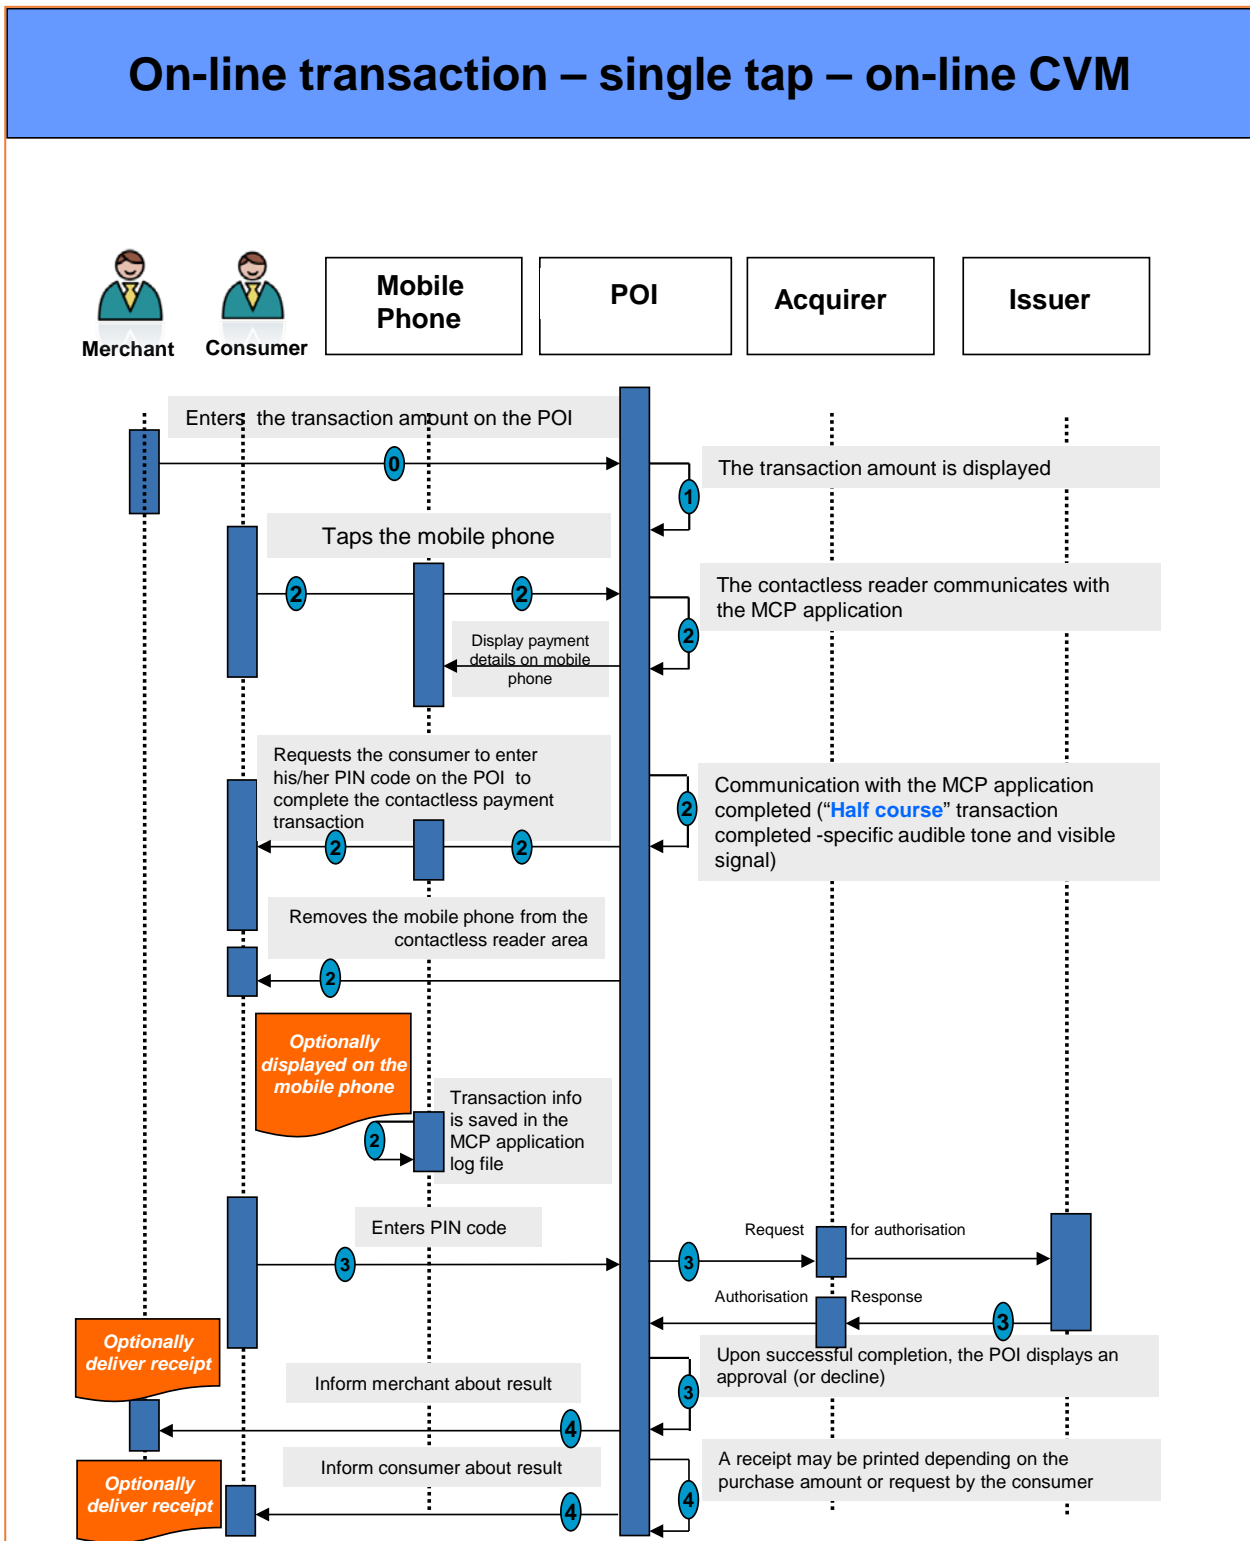 On-line transaction – single tap – on-line CVM
Mobile
Phone
POI
Acquirer
Issuer
Merchant
Consumer
Enters the transaction amount on the POI
0
The transaction amount is displayed
1
Taps the mobile phone
2
2
The contactless reader communicates with
the MCP application
2
Display payment
details on mobile
phone
Requests the consumer to enter
his/her PIN code on the POI to
complete the contactless payment
transaction
2
2
2
Communication with the MCP application
completed (“Half course” transaction
completed -specific audible tone and visible
signal)
Removes the mobile phone from the
contactless reader area
2
Optionally
displayed on the
mobile phone
Transaction info
is saved in the
MCP application
log file
2
Enters PIN code
3
Request for authorisation
3
Authorisation Response
3
Optionally
deliver receipt
Upon successful completion, the POI displays an
approval (or decline)
3
Inform merchant about result
4
Optionally
deliver receipt
Inform consumer about result
4
A receipt may be printed depending on the
purchase amount or request by the consumer
4